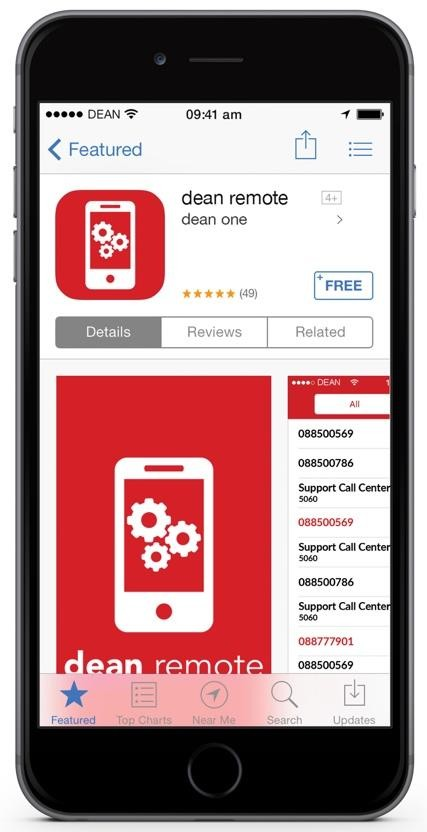 DEAN 09:41 am
Featured
dean remote 4+
dean one
(49)
+FREE
Details Reviews Related
dean remote
DEAN 1
All
088500569
088500786
Support Call Center
5060
088500569
Support Call Center
5060
088500786
Support Call Center
5060
088777901
088500569
Featured Top Charts Near Me Search Updates